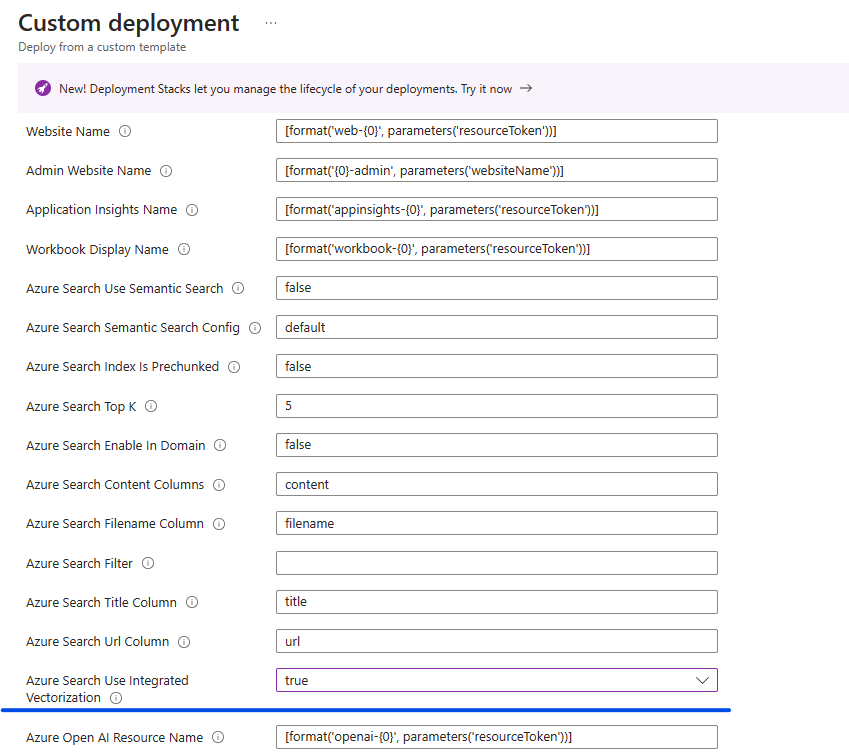 Custom deployment ...
Deploy from a custom template
New! Deployment Stacks let you manage the lifecycle of your deployments. Try it now →
Website Name [format('web-{0}', parameters('resourceToken'))]
Admin Website Name [format('{0}-admin', parameters('websiteName'))]
Application Insights Name [format('appinsights-{0}', parameters('resourceToken'))]
Workbook Display Name [format('workbook-{0}', parameters('resourceToken'))]
Azure Search Use Semantic Search false
Azure Search Semantic Search Config default
Azure Search Index Is Prechunked false
Azure Search Top K 5
Azure Search Enable In Domain false
Azure Search Content Columns content
Azure Search Filename Column filename
Azure Search Filter
Azure Search Title Column title
Azure Search Url Column url
Azure Search Use Integrated true
Vectorization
Azure Open AI Resource Name [format('openai-{0}', parameters('resourceToken'))]